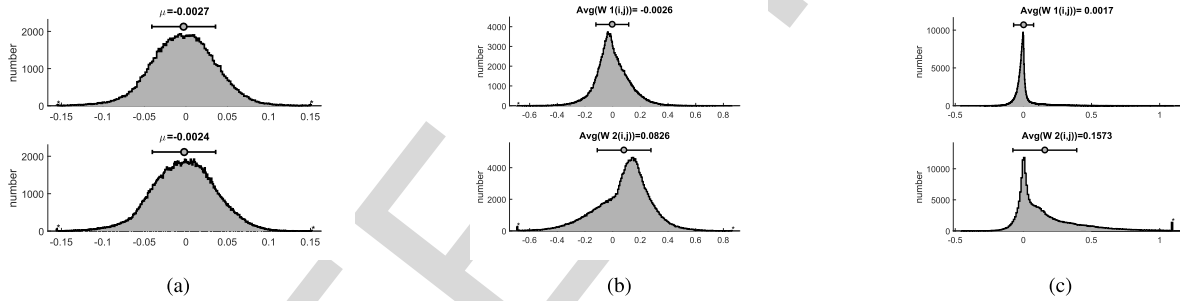 μ=-0.0027
number
2000
1000
0
-0.15 -0.1 -0.05 0 0.05 0.1 0.15
μ=-0.0024
number
2000
1000
0
-0.15 -0.1 -0.05 0 0.05 0.1 0.15
(a)
Avg(W 1(i,j))= -0.0026
number
4000
3000
2000
1000
0
-0.6 -0.4 -0.2 0 0.2 0.4 0.6 0.8
Avg(W 2(i,j))=0.0826
number
4000
2000
0
-0.6 -0.4 -0.2 0 0.2 0.4 0.6 0.8
(b)
Avg(W 1(i,j))= 0.0017
number
10000
5000
0
-0.5 0 0.5 1
Avg(W 2(i,j))=0.1573
number
10000
5000
0
-0.5 0 0.5 1
(c)